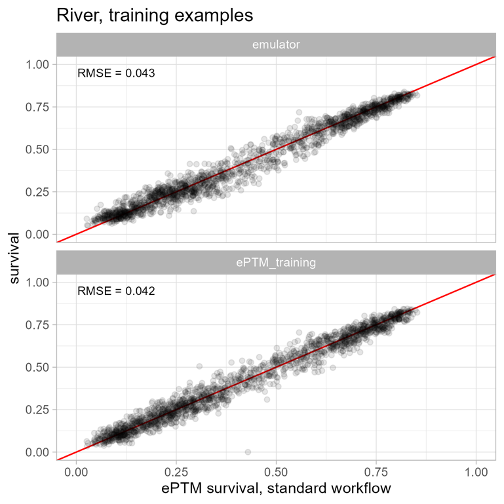 River, training examples
emulator
1.00
RMSE = 0.043
0.75
0.50
0.25
0.00
survival
ePTM_training
1.00
RMSE = 0.042
0.75
0.50
0.25
0.00
0.00 0.25 0.50 0.75 1.00
ePTM survival, standard workflow